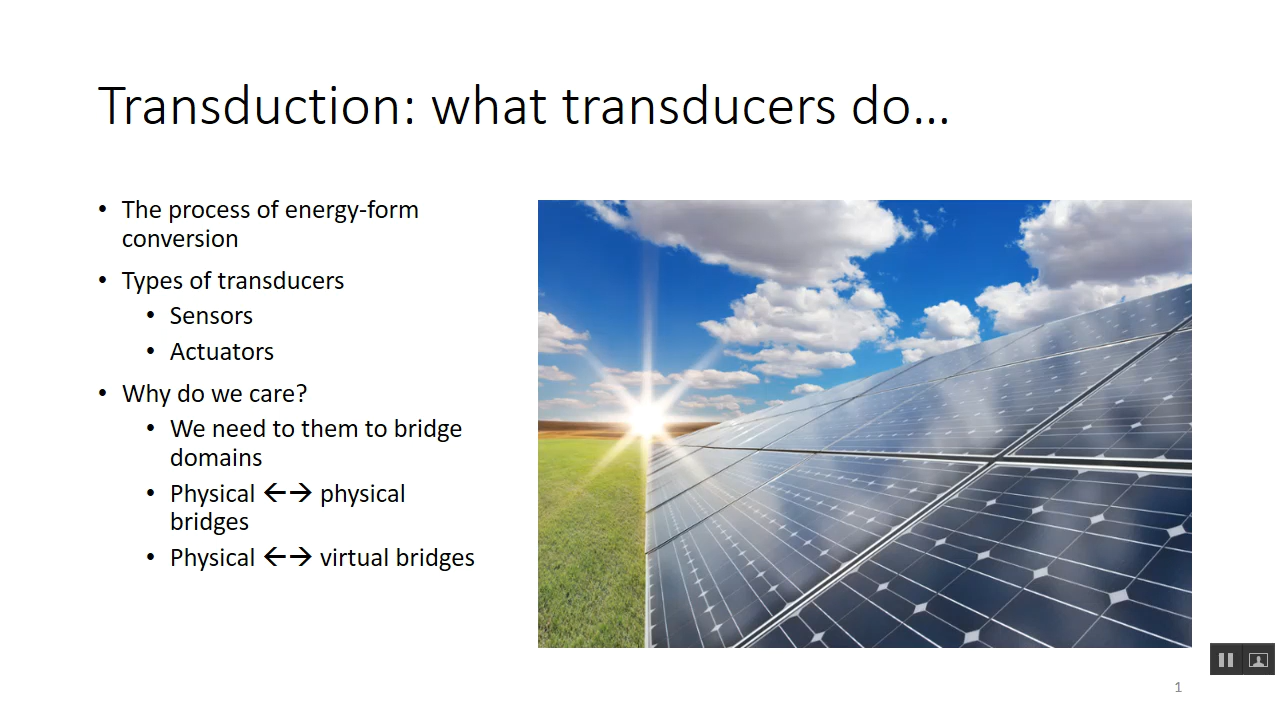 Transduction: what transducers do...
• The process of energy-form
conversion
• Types of transducers
• Sensors
• Actuators
• Why do we care?
• We need to them to bridge
domains
• Physical ←→ physical
bridges
• Physical ←→ virtual bridges
1